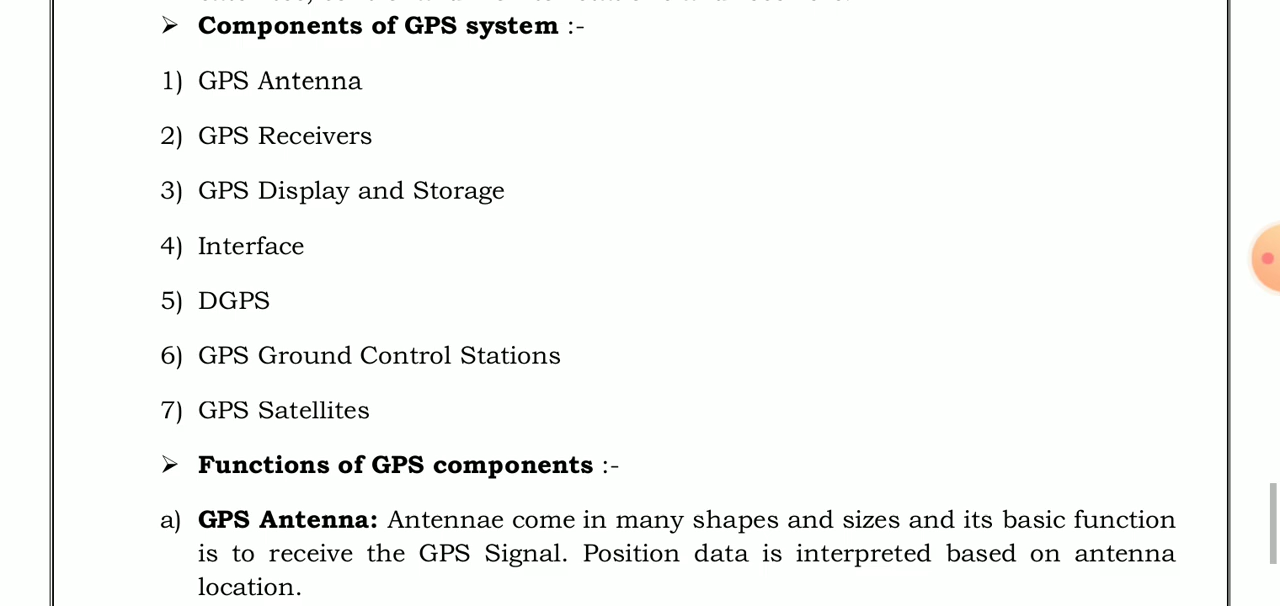 ➢ Components of GPS system :-
1) GPS Antenna
2) GPS Receivers
3) GPS Display and Storage
4) Interface
5) DGPS
6) GPS Ground Control Stations
7) GPS Satellites
➢ Functions of GPS components :-
a) GPS Antenna: Antennae come in many shapes and sizes and its basic function
is to receive the GPS Signal. Position data is interpreted based on antenna
location.